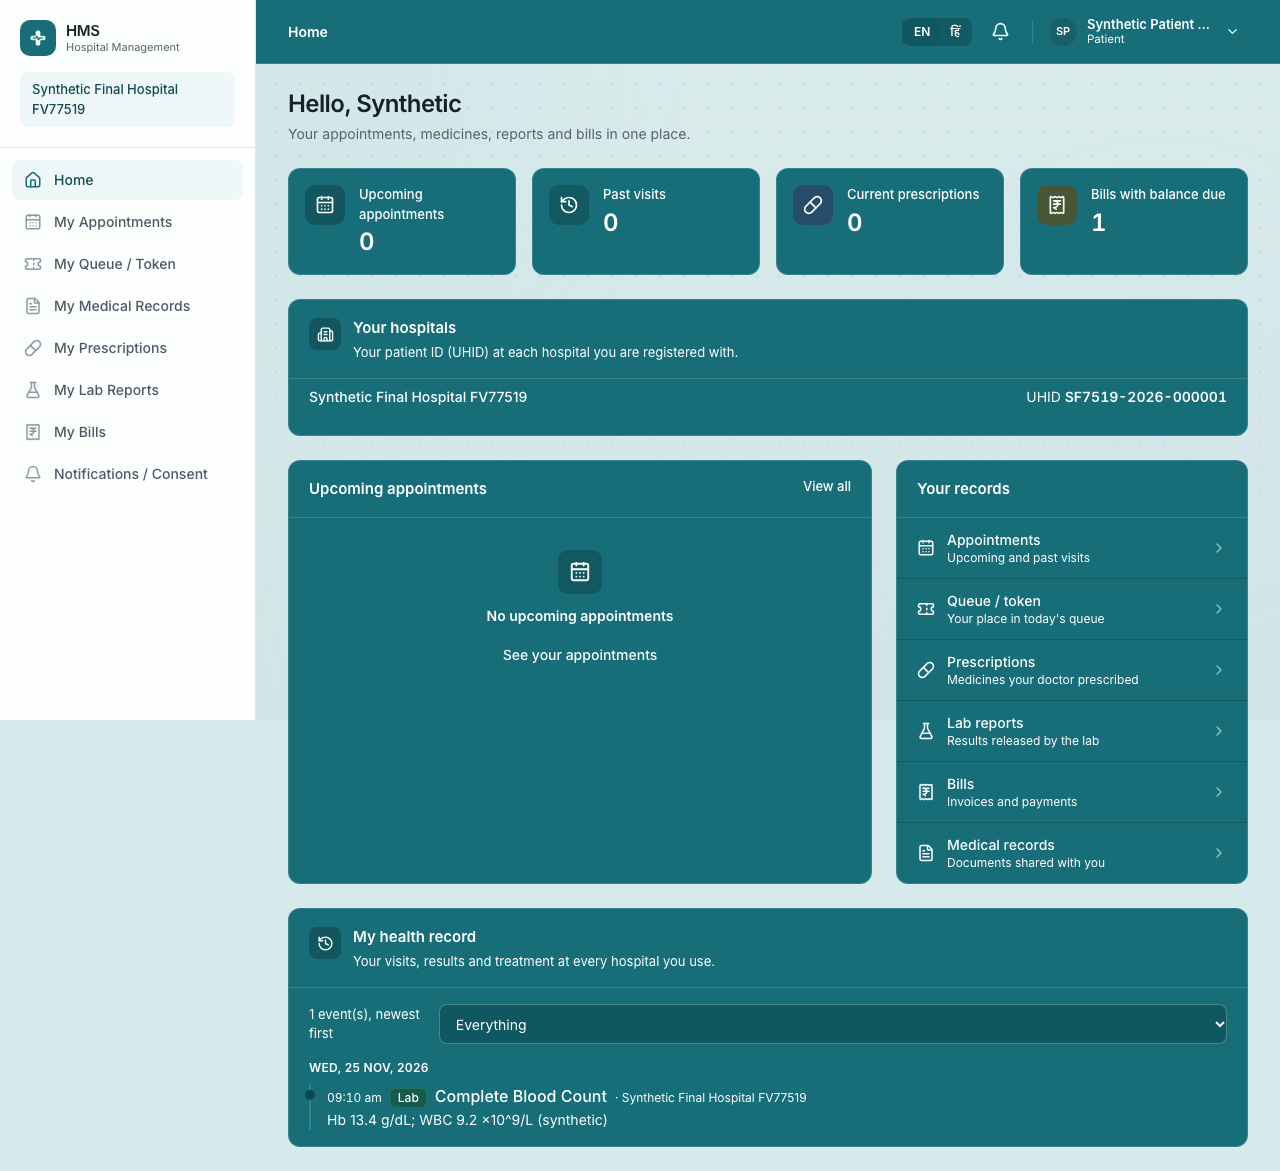 HMS
Hospital Management
Synthetic Final Hospital
FV77519
Home
My Appointments
My Queue / Token
My Medical Records
My Prescriptions
My Lab Reports
My Bills
Notifications / Consent
Home
EN
हिं
SP
Synthetic Patient ...
Patient
Hello, Synthetic
Your appointments, medicines, reports and bills in one place.
Upcoming
appointments
0
Past visits
0
Current prescriptions
0
Bills with balance due
1
Your hospitals
Your patient ID (UHID) at each hospital you are registered with.
Synthetic Final Hospital FV77519
UHID SF7519-2026-000001
Upcoming appointments
View all
No upcoming appointments
See your appointments
Your records
Appointments
Upcoming and past visits
Queue / token
Your place in today's queue
Prescriptions
Medicines your doctor prescribed
Lab reports
Results released by the lab
Bills
Invoices and payments
Medical records
Documents shared with you
My health record
Your visits, results and treatment at every hospital you use.
1 event(s), newest
first
Everything
WED, 25 NOV, 2026
09:10 am Lab Complete Blood Count · Synthetic Final Hospital FV77519
Hb 13.4 g/dL; WBC 9.2 ×10^9/L (synthetic)